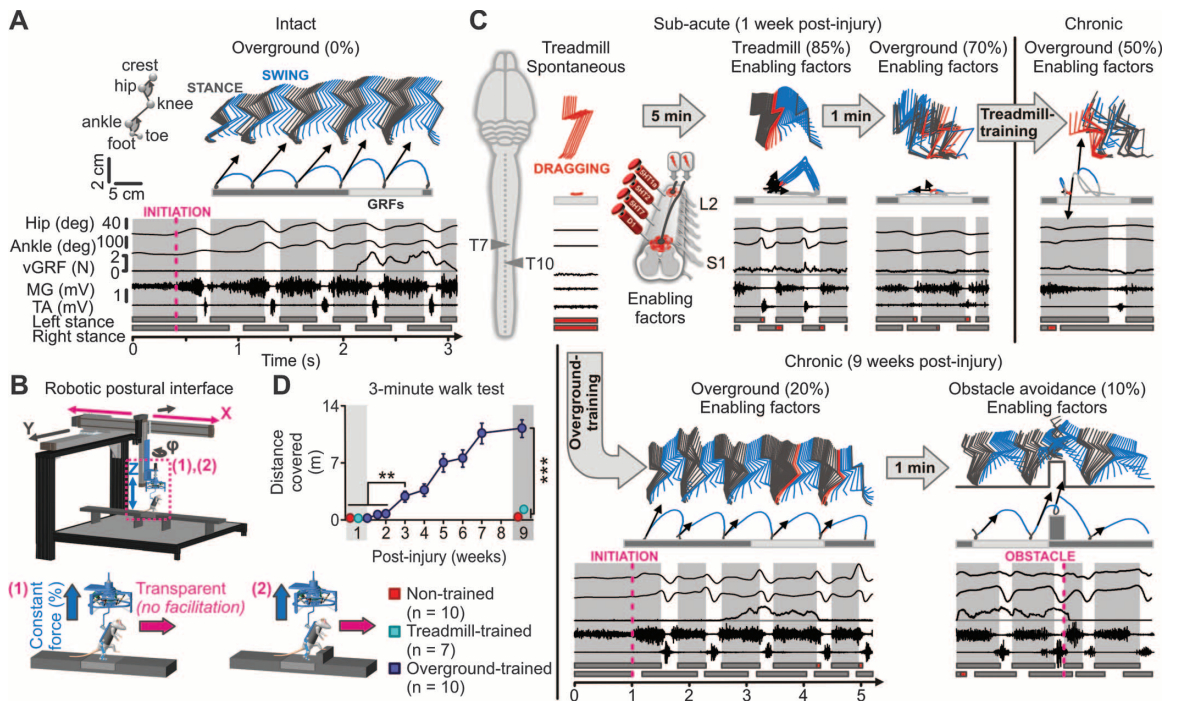 A
Intact
Overground (0%)
crest
hip
knee
ankle
foot
toe
STANCE
SWING
2 cm
5 cm
GRFs
INITIATION
Hip (deg)
40
Ankle (deg)
100
vGRF (N)
2
0
MG (mV)
1
TA (mV)
Left stance
Right stance
0
1
2
3
Time (s)
B
Robotic postural interface
X
Y
φ
Z
(1),(2)
(1)
Constant
force (%)
Transparent
(no facilitation)
(2)
C
Sub-acute (1 week post-injury)
Chronic
Treadmill
Spontaneous
Treadmill (85%)
Enabling factors
Overground (70%)
Enabling factors
Overground (50%)
Enabling factors
5 min
1 min
Treadmill-
training
DRAGGING
5HT1a
5HT2
5HT7
D1
L2
S1
T7
T10
Enabling
factors
Overground-
training
Chronic (9 weeks post-injury)
Overground (20%)
Enabling factors
Obstacle avoidance (10%)
Enabling factors
1 min
INITIATION
OBSTACLE
0
1
2
3
4
5
D
3-minute walk test
Distance
covered
(m)
14
7
0
**
***
1
2
3
4
5
6
7
8
9
Post-injury (weeks)
Non-trained
(n = 10)
Treadmill-trained
(n = 7)
Overground-trained
(n = 10)